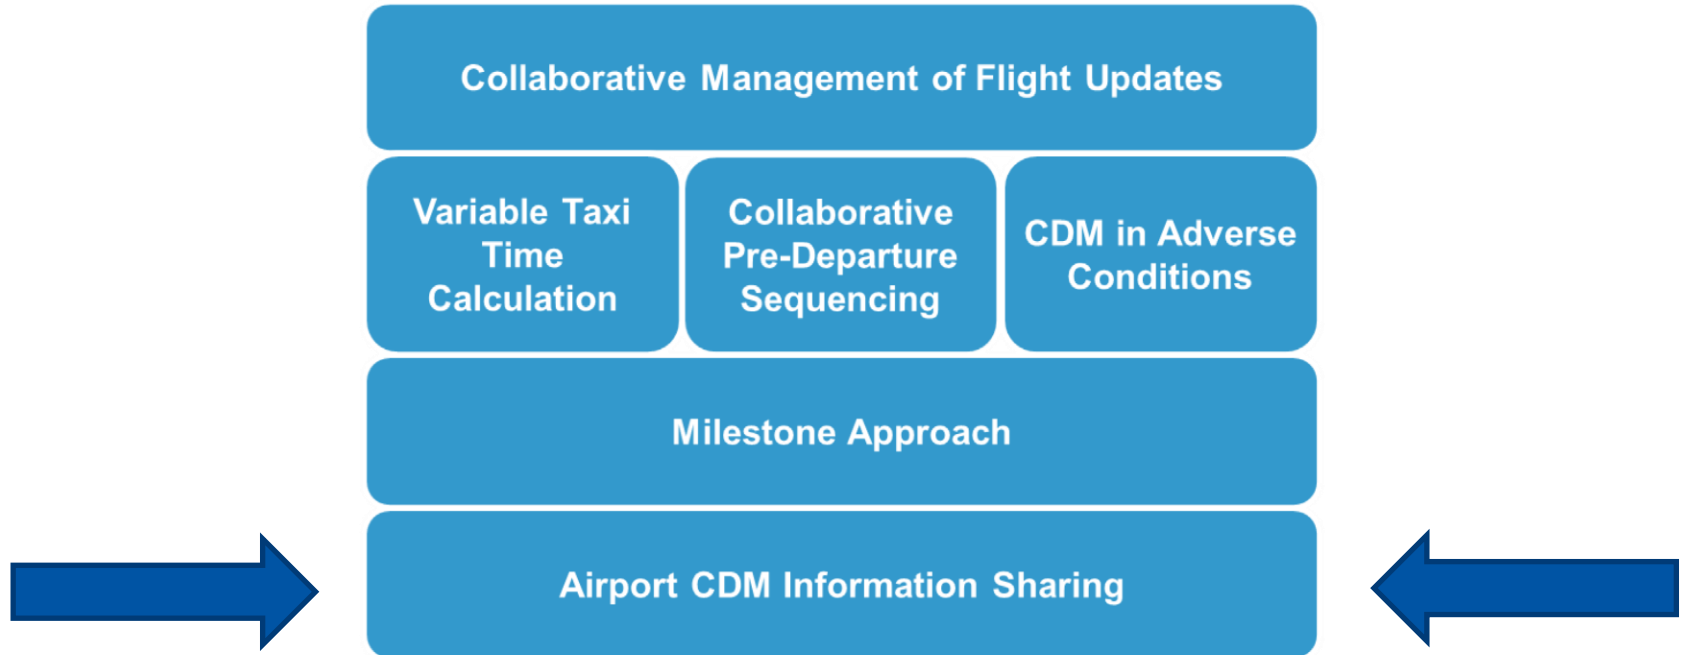 Collaborative Management of Flight Updates
Variable Taxi
Time
Calculation
Collaborative
Pre-Departure
Sequencing
CDM in Adverse
Conditions
Milestone Approach
Airport CDM Information Sharing